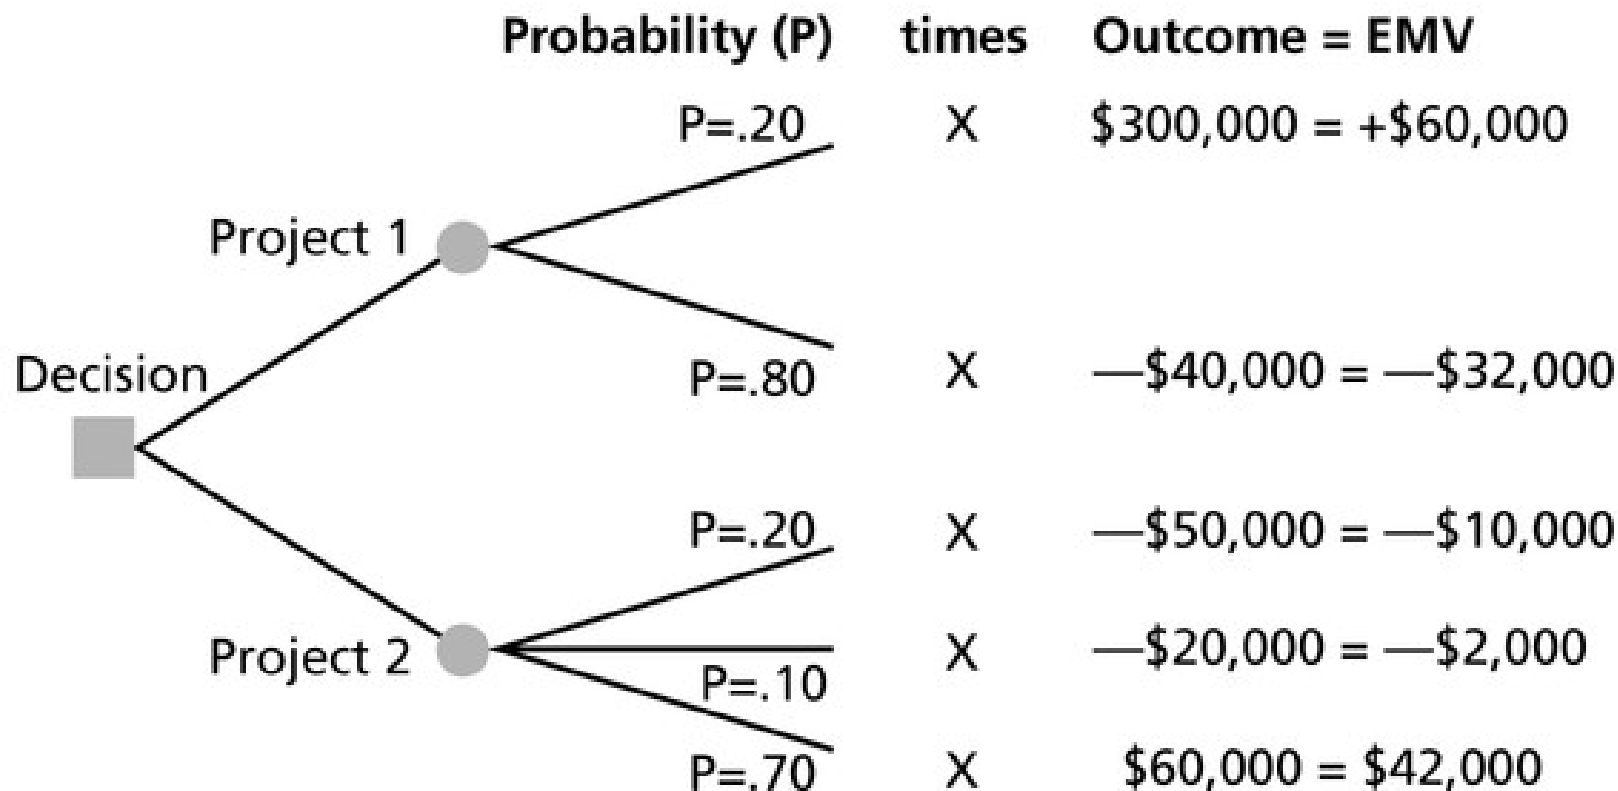 Probability (P) times Outcome = EMV
P=.20 X $300,000 = +$60,000
Project 1
Decision
P=.80 X —$40,000 = —$32,000
P=.20 X —$50,000 = —$10,000
Project 2 X —$20,000 = —$2,000
P=.10
P=.70 X $60,000 = $42,000